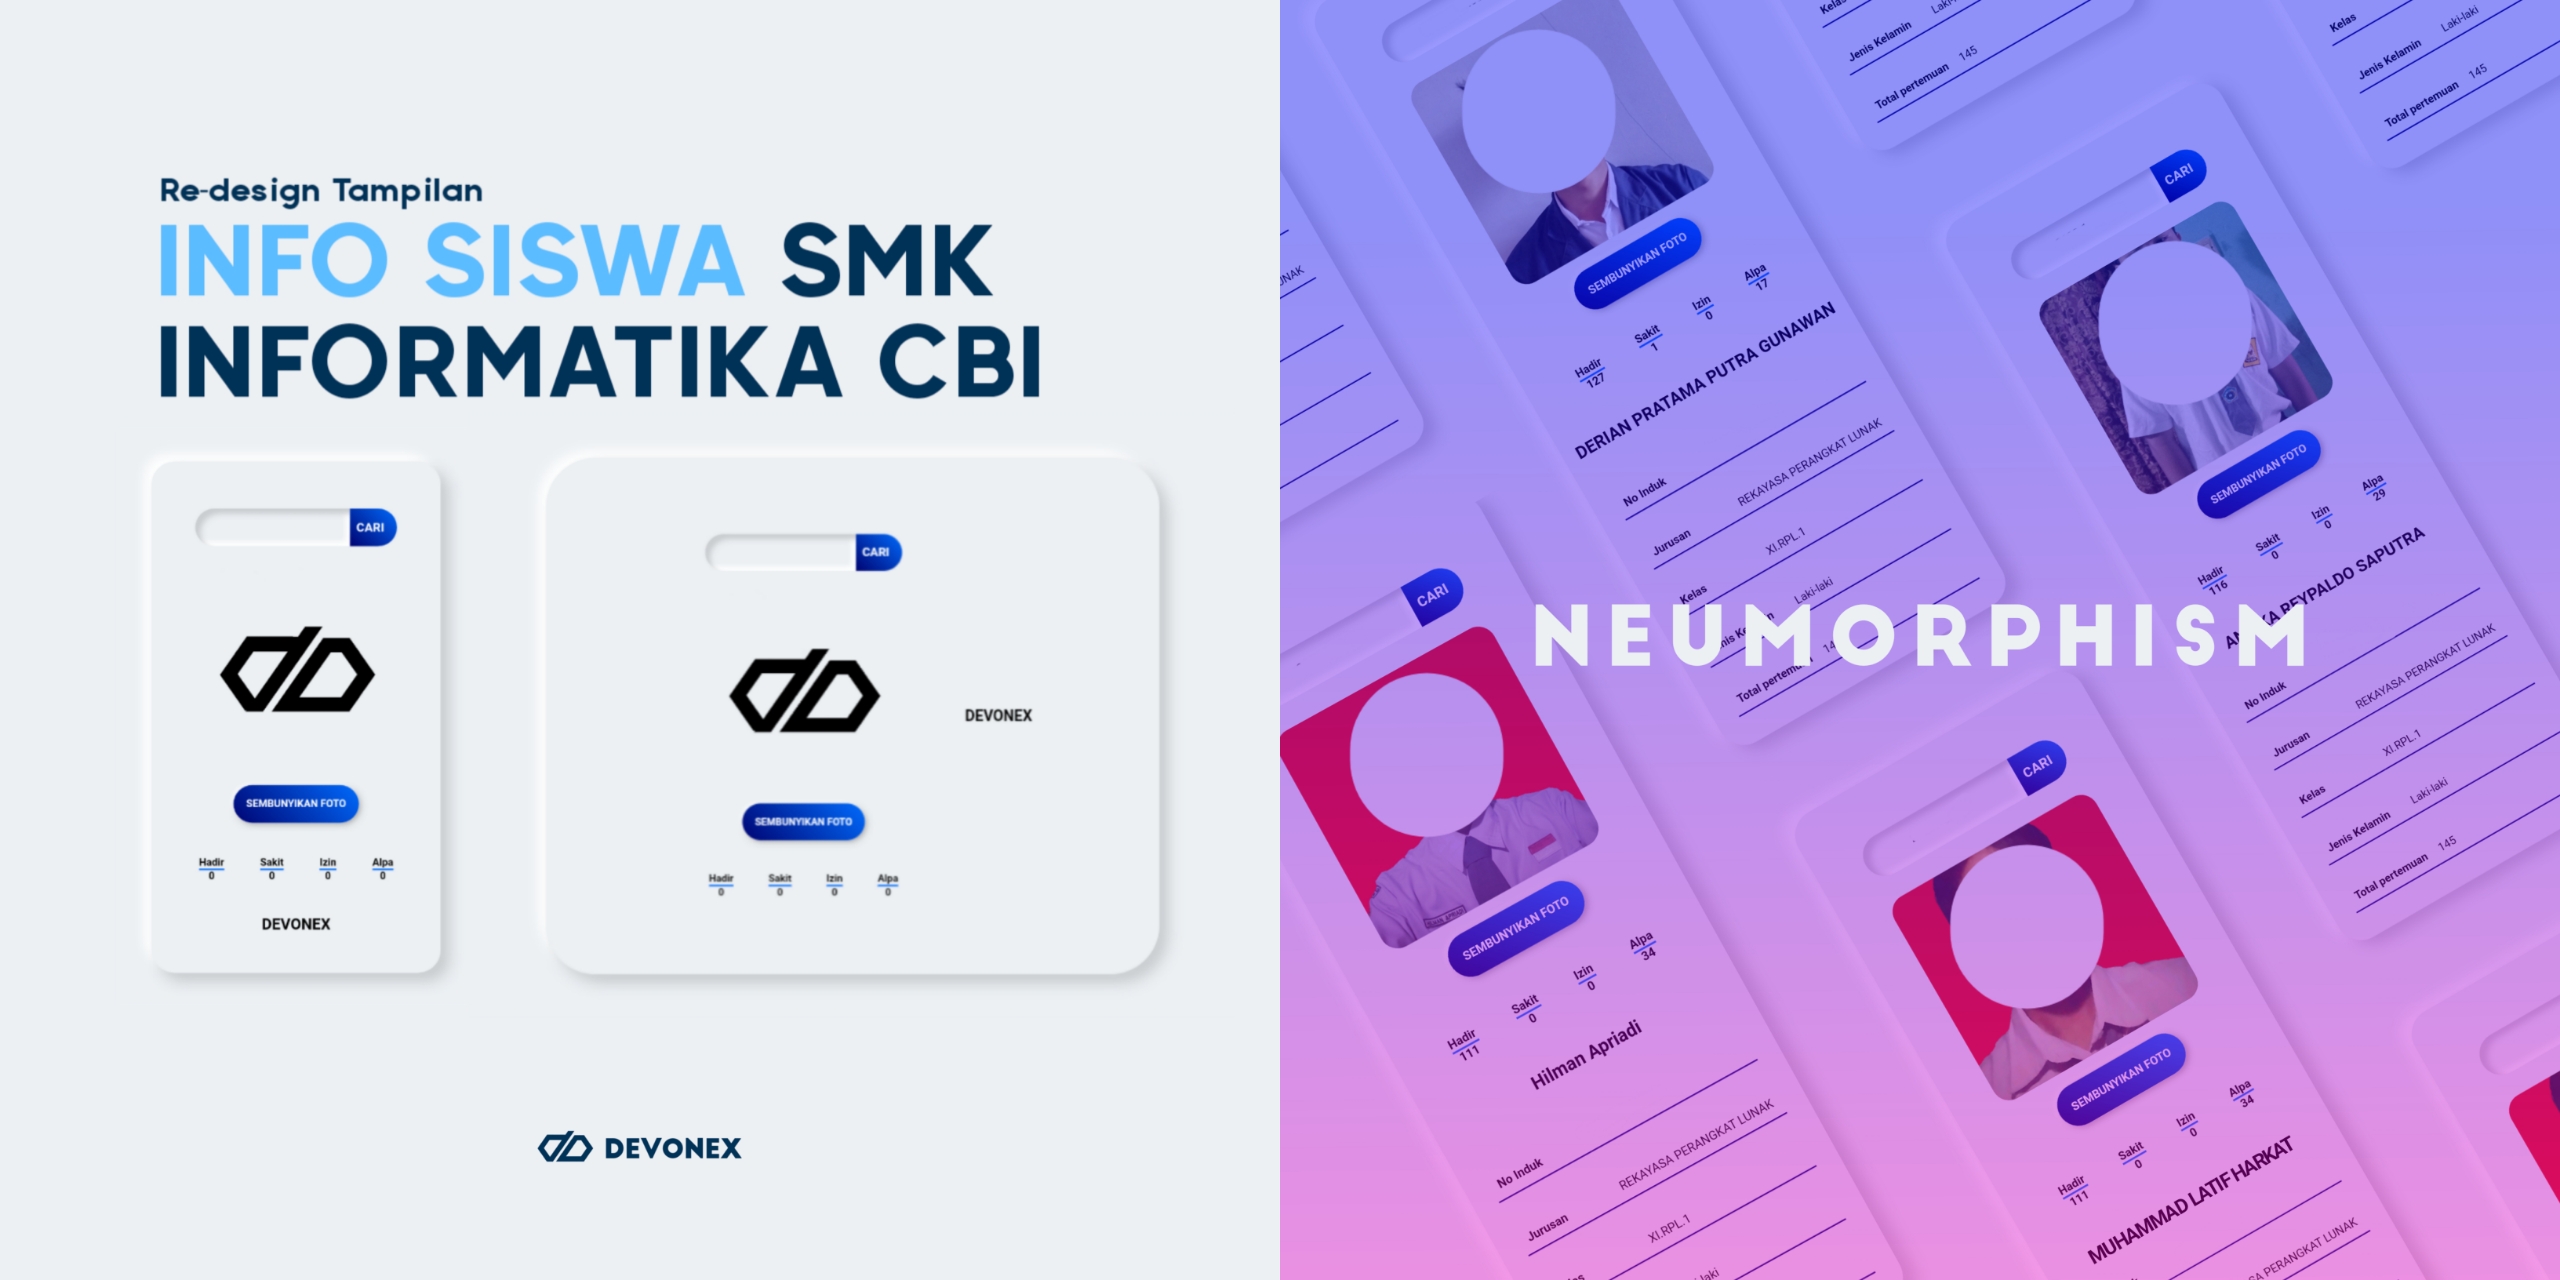 Re-design Tampilan
INFO SISWA SMK
INFORMATIKA CBI
CARI
SEMBUNYIKAN FOTO
Hadir Sakit Izin Alpa
0 0 0 0
DEVONEX
CARI
DEVONEX
SEMBUNYIKAN FOTO
Hadir Sakit Izin Alpa
0 0 0 0
DEVONEX
NEUMORPHISM
SEMBUNYIKAN FOTO
Hadir Sakit Izin Alpa
127 1 0 17
DERIAN PRATAMA PUTRA GUNAWAN
No Induk
Jurusan REKAYASA PERANGKAT LUNAK
Kelas XI.RPL.1
Laki-laki
Total
Kelas
Jenis Kelamin
Total pertemuan 145
Kelas
Jenis Kelamin Laki-laki
Total pertemuan 145
CARI
SEMBUNYIKAN FOTO
Hadir Sakit Izin Alpa
116 0 0 29
REYPALDO SAPUTRA
No Induk
Jurusan REKAYASA PERANGKAT LUNAK
Kelas XI.RPL.1
Jenis Kelamin Laki-laki
Total pertemuan 145
CARI
SEMBUNYIKAN FOTO
Hadir Sakit Izin Alpa
111 0 0 34
Hilman Apriadi
No Induk
Jurusan REKAYASA PERANGKAT LUNAK
XI.RPL.1
CARI
SEMBUNYIKAN FOTO
Hadir Sakit Izin Alpa
111 0 0 34
MUHAMMAD LATIF HARKAT
PERANGKAT LUNAK